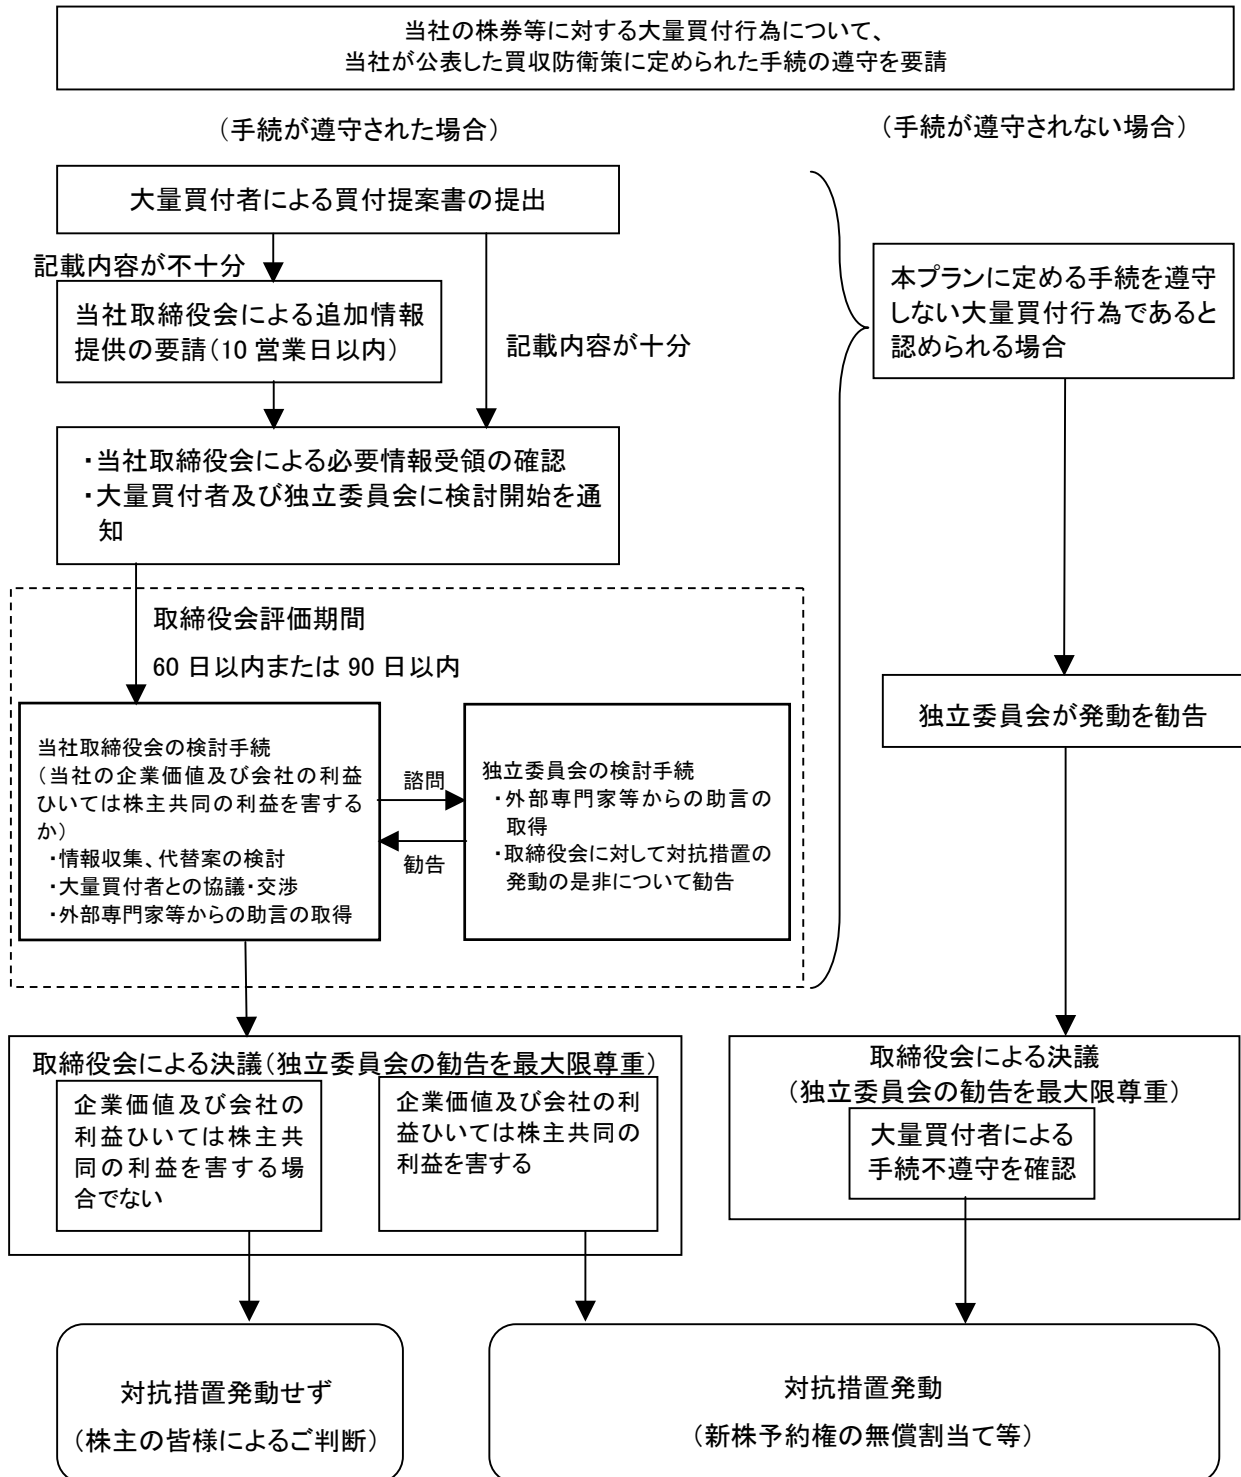 当社の株券等に対する大量買付行為について、
当社が公表した買収防衛策に定められた手続の遵守を要請
（手続が遵守された場合）
（手続が遵守されない場合）
大量買付者による買付提案書の提出
記載内容が不十分
当社取締役会による追加情報
提供の要請（10 営業日以内）
記載内容が十分
本プランに定める手続を遵守
しない大量買付行為であると
認められる場合
・当社取締役会による必要情報受領の確認
・大量買付者及び独立委員会に検討開始を通
知
取締役会評価期間
60 日以内または 90 日以内
当社取締役会の検討手続
（当社の企業価値及び会社の利益
ひいては株主共同の利益を害する
か）
・情報収集、代替案の検討
・大量買付者との協議・交渉
・外部専門家等からの助言の取得
諮問
勧告
独立委員会の検討手続
・外部専門家等からの助言の
取得
・取締役会に対して対抗措置の
発動の是非について勧告
独立委員会が発動を勧告
取締役会による決議（独立委員会の勧告を最大限尊重）
企業価値及び会社の
利益ひいては株主共
同の利益を害する場
合でない
企業価値及び会社の利
益ひいては株主共同の
利益を害する
取締役会による決議
（独立委員会の勧告を最大限尊重）
大量買付者による
手続不遵守を確認
対抗措置発動せず
（株主の皆様によるご判断）
対抗措置発動
（新株予約権の無償割当て等）